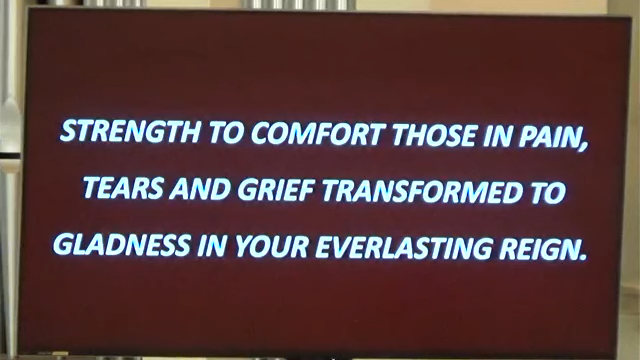 STRENGTH TO COMFORT THOSE IN PAIN,
TEARS AND GRIEF TRANSFORMED TO
GLADNESS IN YOUR EVERLASTING REIGN.